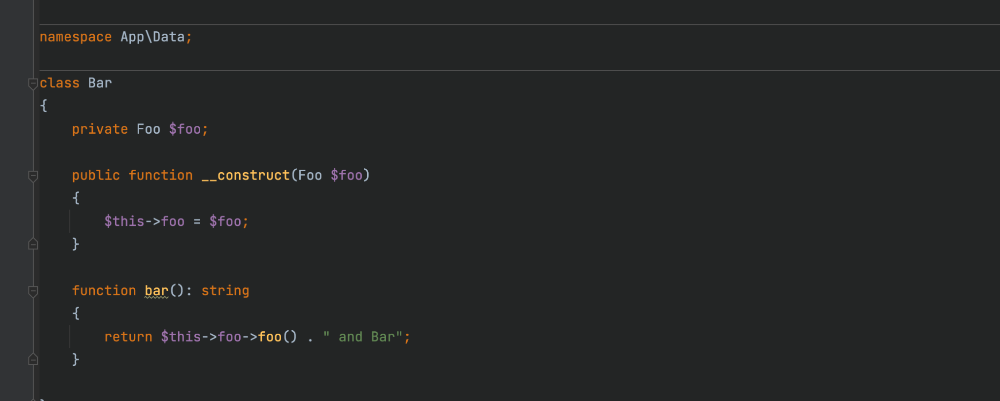 namespace App\Data;
class Bar
{
private Foo $foo;
public function __construct(Foo $foo)
{
$this->foo = $foo;
}
function bar(): string
{
return $this->foo->foo() . " and Bar";
}